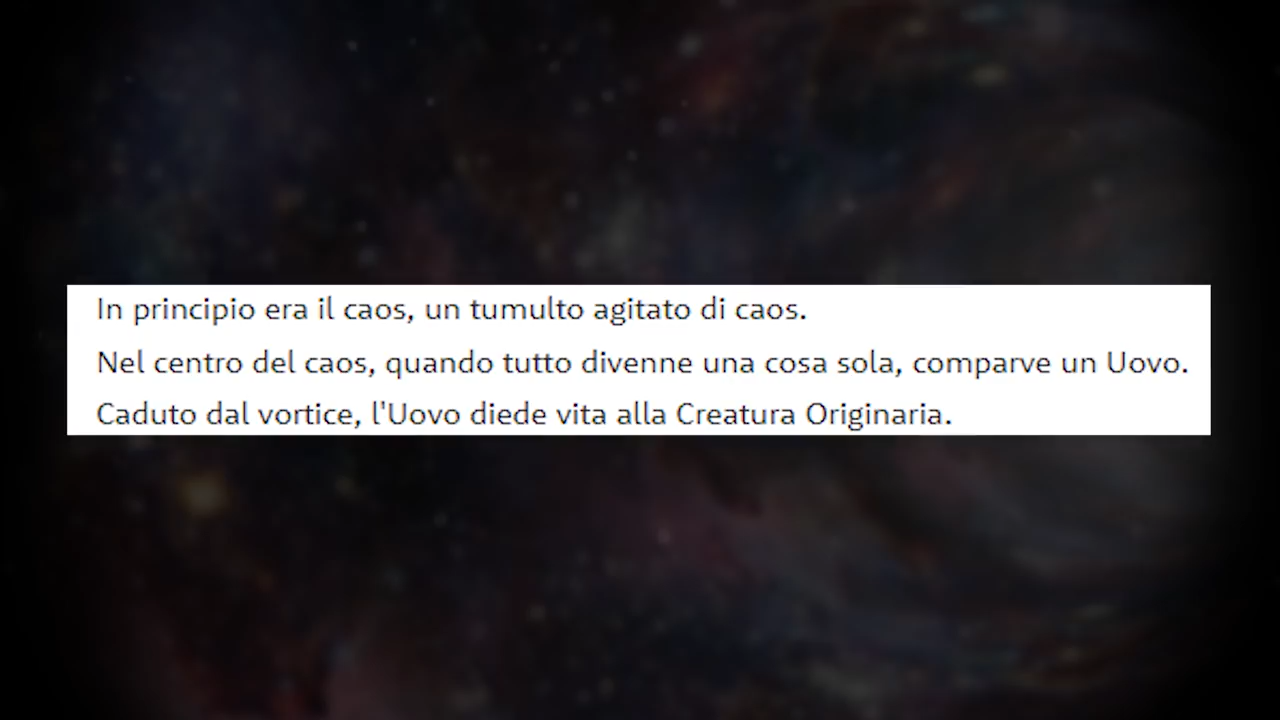 In principio era il caos, un tumulto agitato di caos.
Nel centro del caos, quando tutto divenne una cosa sola, comparve un Uovo.
Caduto dal vortice, l'Uovo diede vita alla Creatura Originaria.